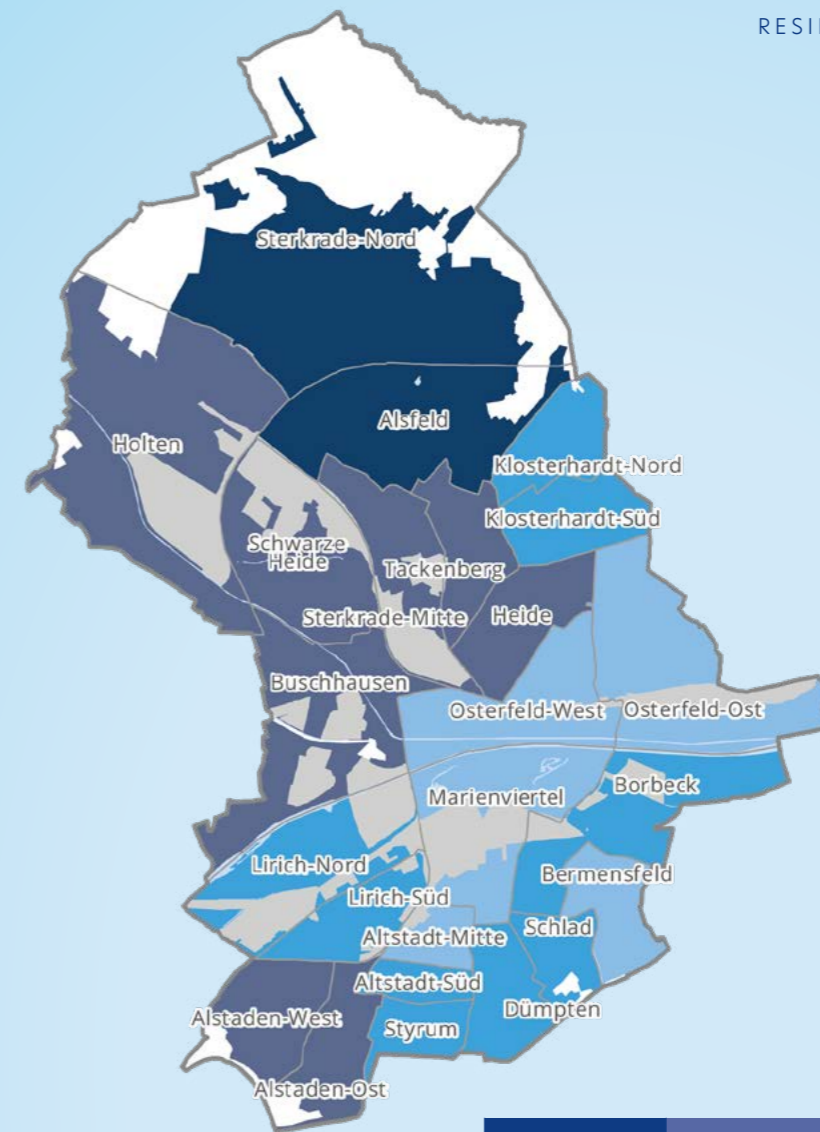 Sterkrade-Nord
Alsfeld
Holten
Klosterhardt-Nord
Klosterhardt-Süd
Schwarze
Heide
Tackenberg
Sterkrade-Mitte
Heide
Buschhausen
Osterfeld-West
Osterfeld-Ost
Borbeck
Marienviertel
Lirich-Nord
Bermensfeld
Lirich-Süd
Schlad
Altstadt-Mitte
Altstadt-Süd
Dümpten
Alstaden-West
Styrum
Alstaden-Ost